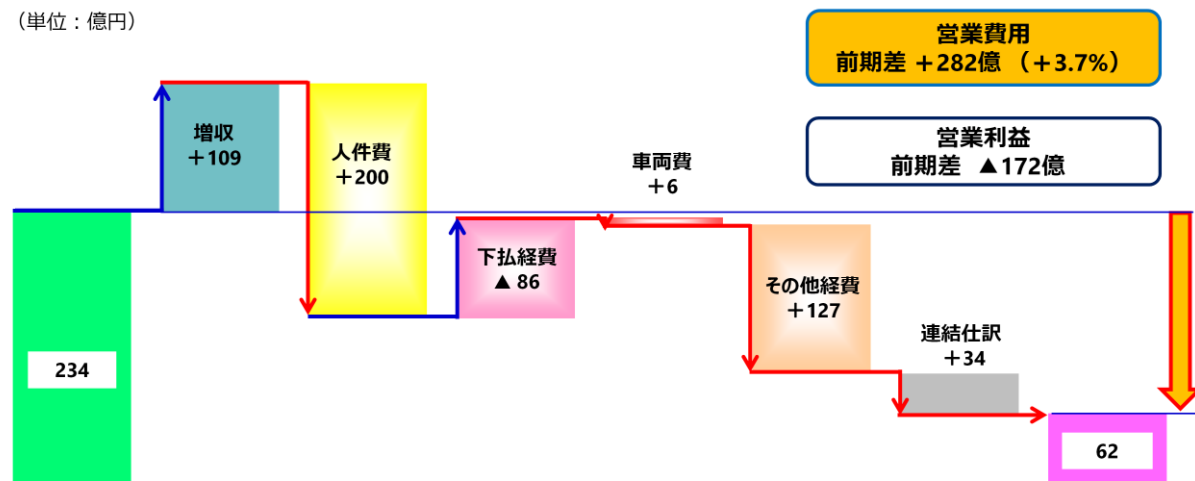 (単位:億円)
営業費用
前期差 +282億 (+3.7%)
営業利益
前期差 ▲172億
増収
+109
人件費
+200
車両費
+6
下払経費
▲ 86
その他経費
+127
連結仕訳
+34
234
62